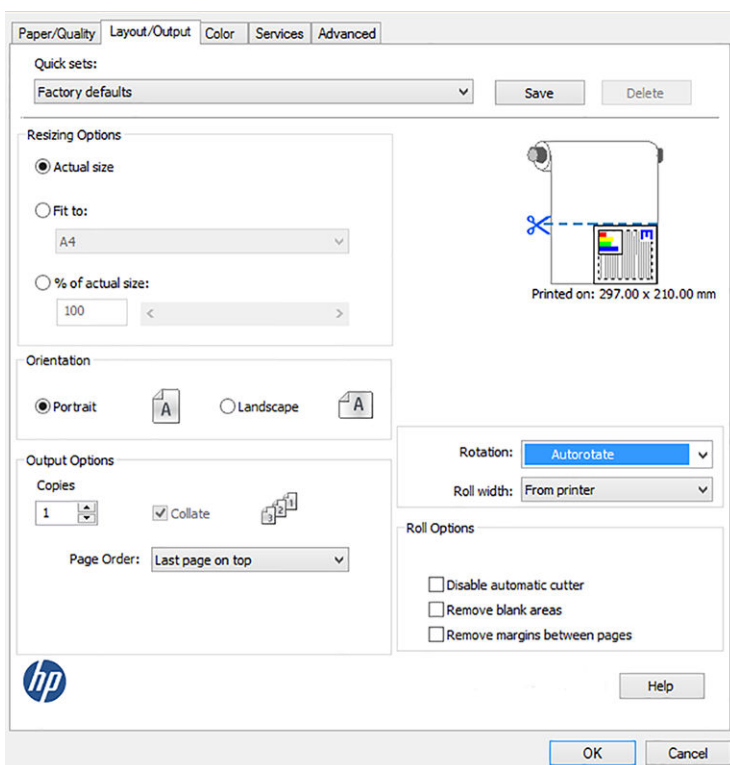 Paper/Quality Layout/Output Color Services Advanced
Quick sets:
Factory defaults Save Delete
Resizing Options
Actual size
Fit to:
A4
% of actual size:
100
Printed on: 297.00 x 210.00 mm
Orientation
Portrait A Landscape A
Rotation: Autorotate
Roll width: From printer
Output Options
Copies
1 Collate 3 2 1
Page Order: Last page on top
Roll Options
Disable automatic cutter
Remove blank areas
Remove margins between pages
hp
Help
OK Cancel